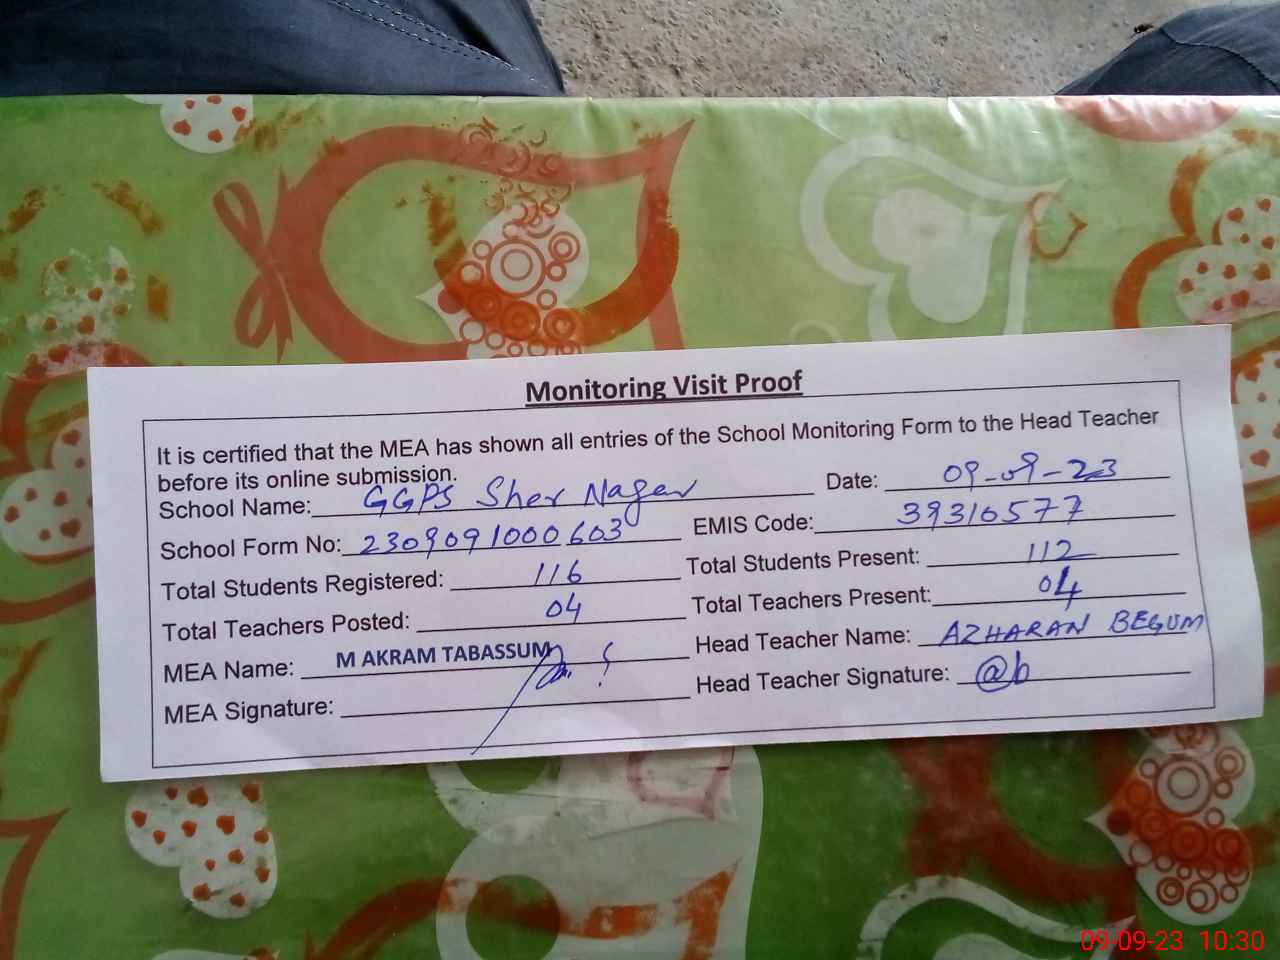 Monitoring Visit Proof
It is certified that the MEA has shown all entries of the School Monitoring Form to the Head Teacher
before its online submission.
School Name: GGPS Sher Nagar Date: 09-09-23
School Form No: 2309091000603 EMIS Code: 39310577
Total Students Registered: 116 Total Students Present: 112
Total Teachers Posted: 04 Total Teachers Present: 04
MEA Name: M AKRAM TABASSUM Head Teacher Name: AZHARAN BEGUM
MEA Signature: Head Teacher Signature: @b
09-09-23 10:30